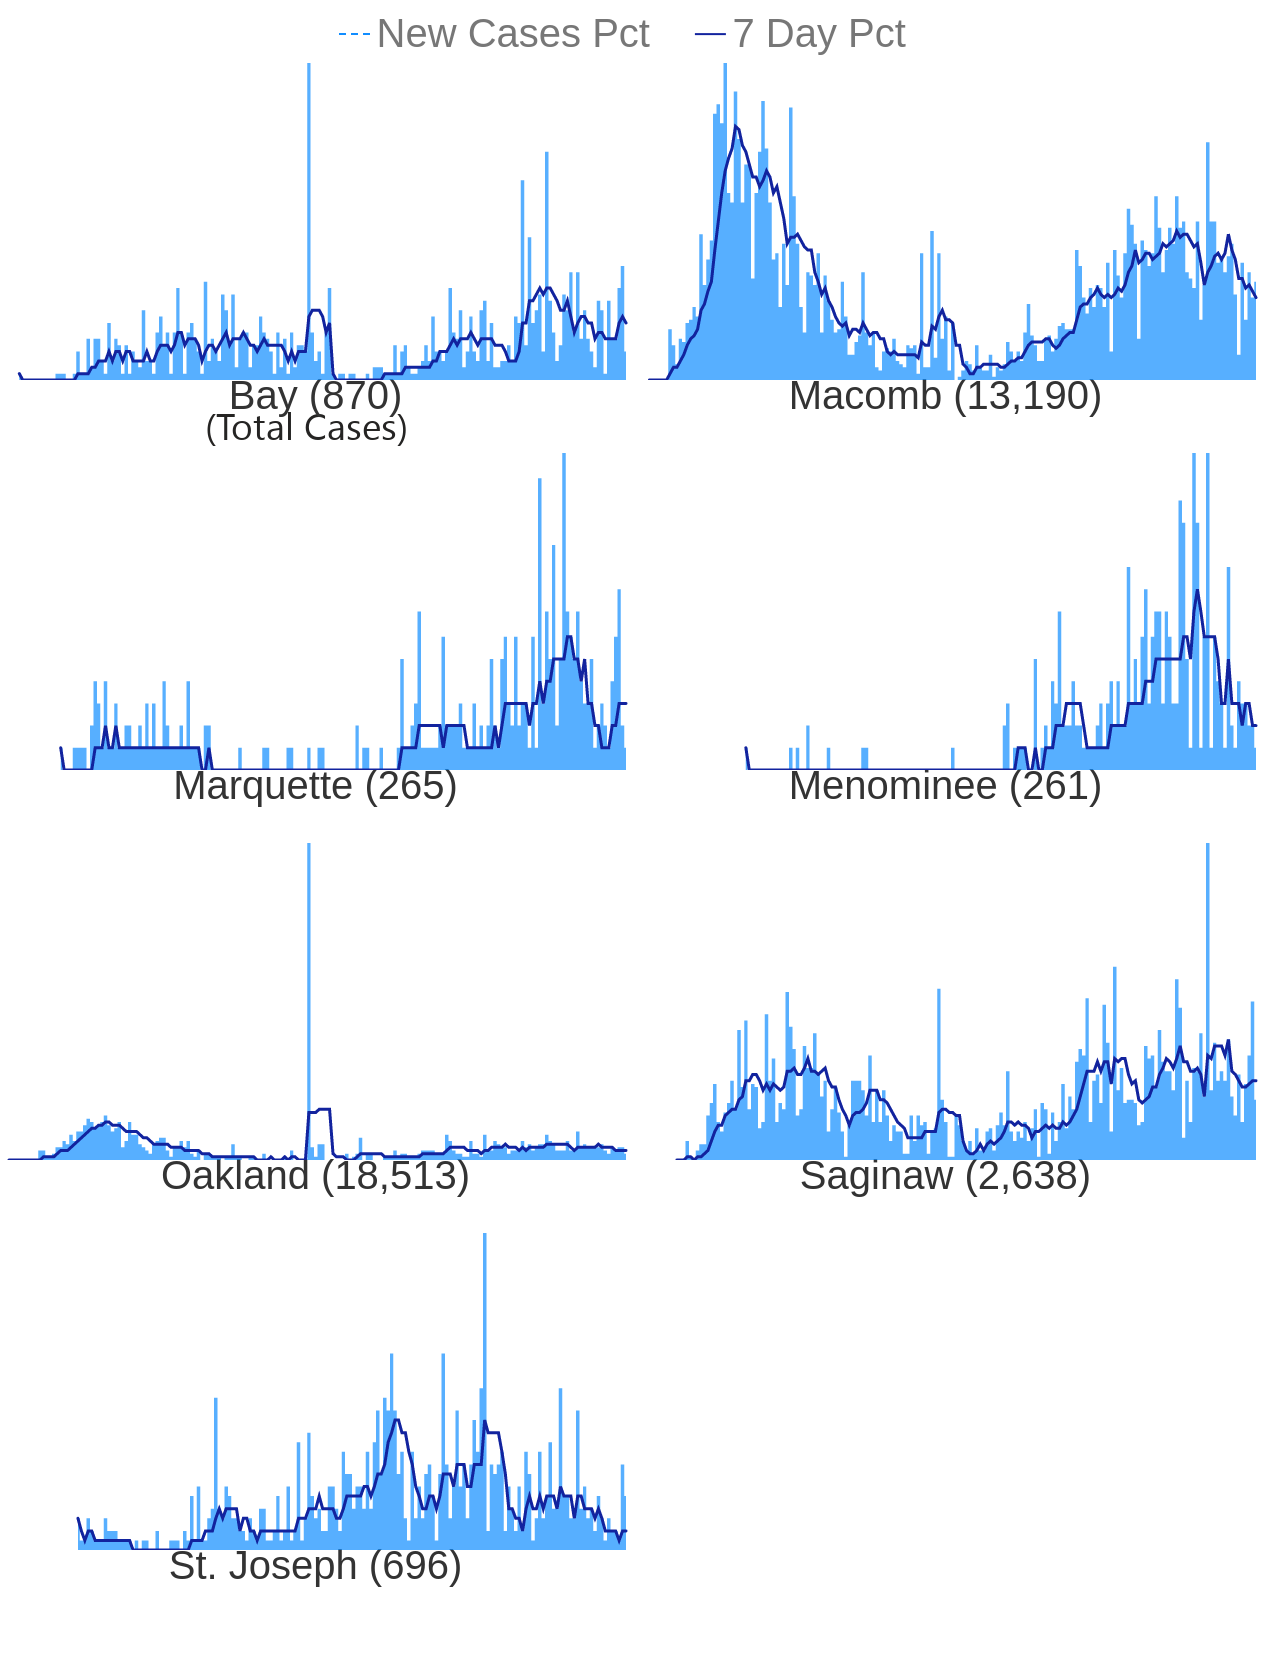 New Cases Pct 7 Day Pct
Bay (870)
(Total Cases)
Macomb (13,190)
Marquette (265)
Menominee (261)
Oakland (18,513)
Saginaw (2,638)
St. Joseph (696)